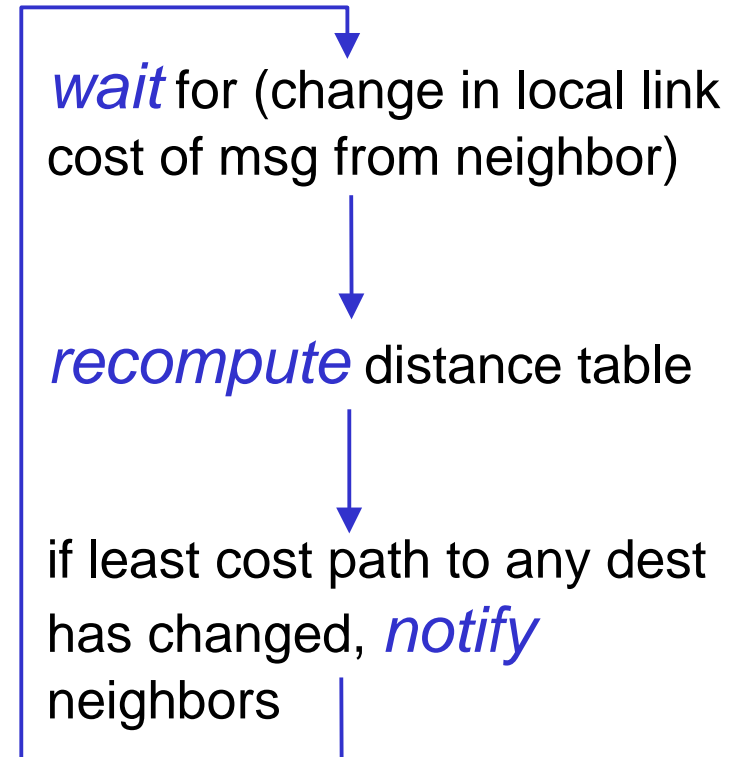 wait for (change in local link
cost of msg from neighbor)
recompute distance table
if least cost path to any dest
has changed, notify
neighbors